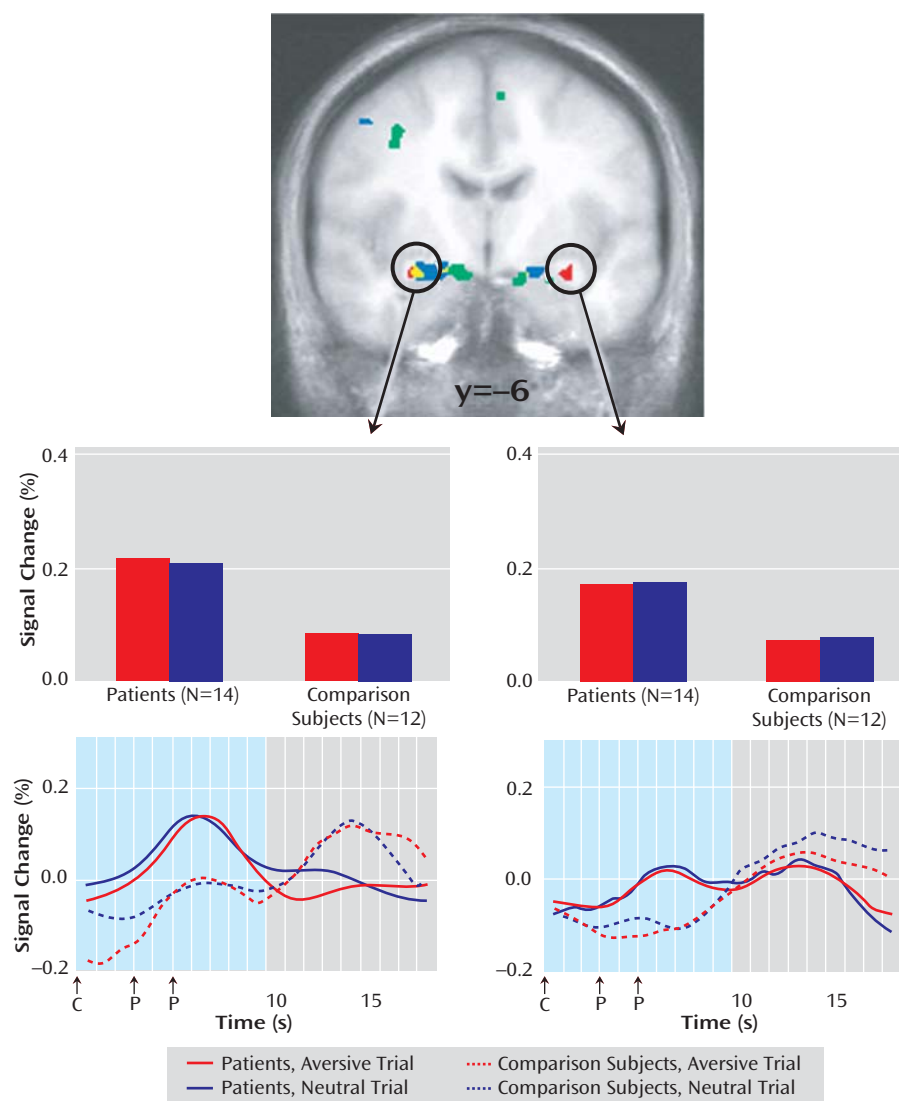 y=–6
0.4
0.2
0.0
Signal Change (%)
Patients (N=14)
Comparison
Subjects (N=12)
0.4
0.2
0.0
Patients (N=14)
Comparison
Subjects (N=12)
0.2
0.0
–0.2
Signal Change (%)
C P P 10 15
Time (s)
0.2
0.0
–0.2
C P P 10 15
Time (s)
Patients, Aversive Trial
Patients, Neutral Trial
Comparison Subjects, Aversive Trial
Comparison Subjects, Neutral Trial